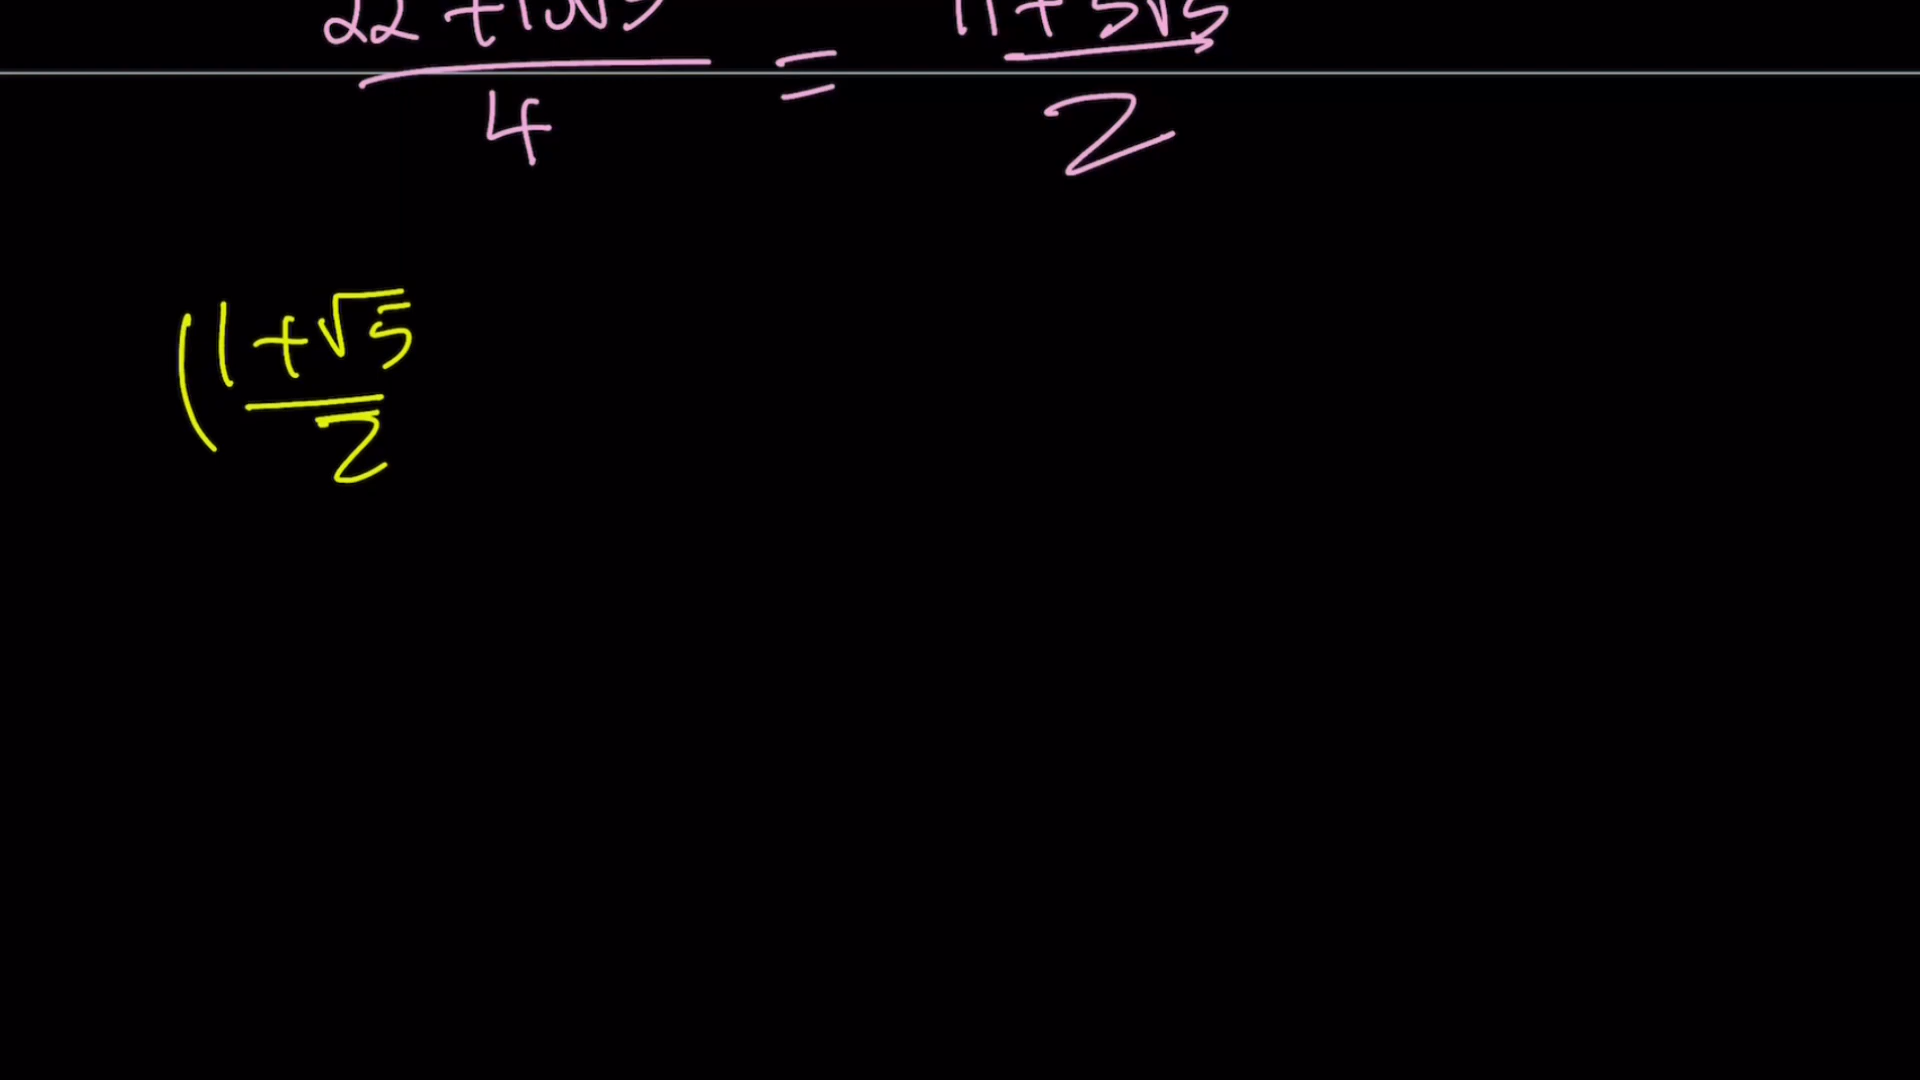 22 + 10√5 / 4 = 11 + 5√5 / 2
(1+√5 / 2